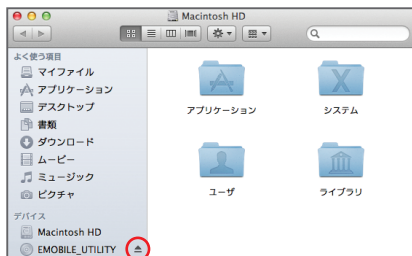 Macintosh HD
よく使う項目
マイファイル
アプリケーション
デスクトップ
書類
ダウンロード
ムービー
ミュージック
ピクチャ
デバイス
Macintosh HD
EMOBILE_UTILITY
アプリケーション
システム
ユーザ
ライブラリ